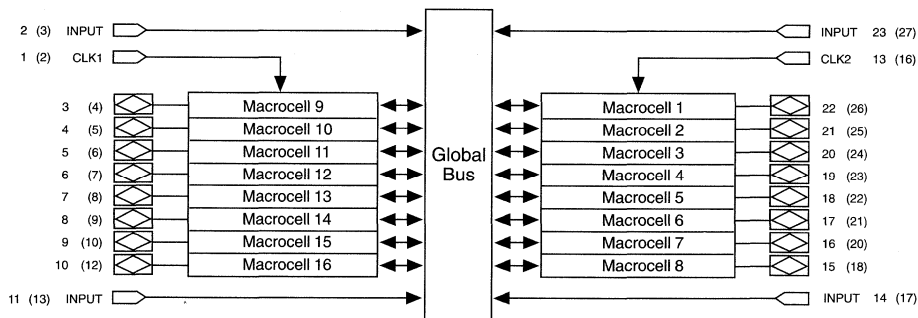 2 (3) INPUT INPUT 23 (27)
1 (2) CLK1 CLK2 13 (16)
3 (4) Macrocell 9 Macrocell 1 22 (26)
4 (5) Macrocell 10 Macrocell 2 21 (25)
5 (6) Macrocell 11 Global Bus Macrocell 3 20 (24)
6 (7) Macrocell 12 Macrocell 4 19 (23)
7 (8) Macrocell 13 Macrocell 5 18 (22)
8 (9) Macrocell 14 Macrocell 6 17 (21)
9 (10) Macrocell 15 Macrocell 7 16 (20)
10 (12) Macrocell 16 Macrocell 8 15 (18)
11 (13) INPUT INPUT 14 (17)